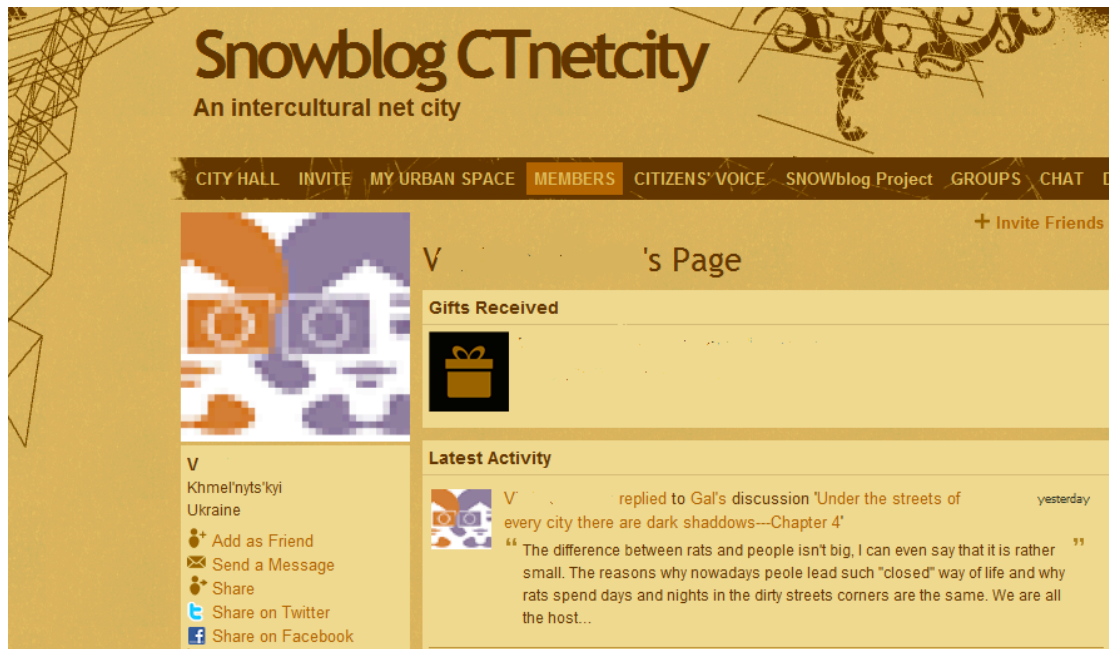 Snowblog CTnetcity
An intercultural net city
CITY HALL INVITE MY URBAN SPACE MEMBERS CITIZENS' VOICE SNOWblog Project GROUPS CHAT D
+ Invite Friends
V 's Page
Gifts Received
V
Khmel'nyts'kyi
Ukraine
Add as Friend
Send a Message
Share
Share on Twitter
Share on Facebook
Latest Activity
V replied to Gal's discussion 'Under the streets of yesterday
every city there are dark shaddows---Chapter 4'
“ The difference between rats and people isn't big, I can even say that it is rather ”
small. The reasons why nowadays peole lead such "closed" way of life and why
rats spend days and nights in the dirty streets corners are the same. We are all
the host...